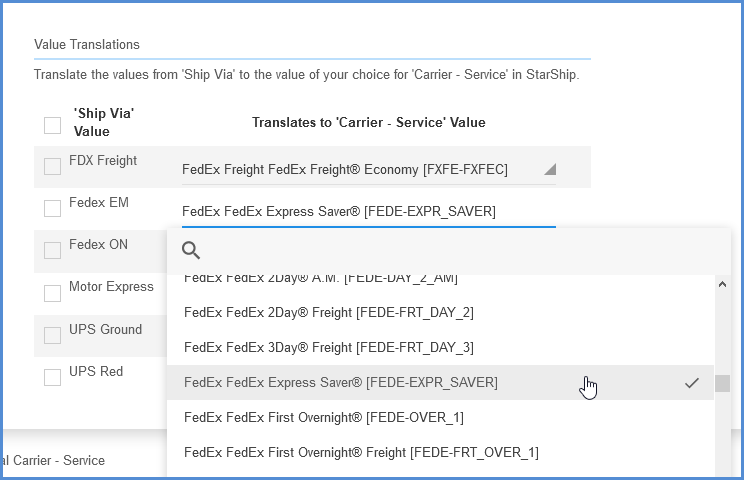 Value Translations
Translate the values from 'Ship Via' to the value of your choice for 'Carrier - Service' in StarShip.
'Ship Via'
Value
Translates to 'Carrier - Service' Value
FDX Freight
FedEx Freight FedEx Freight® Economy [FXFE-FXFEC]
Fedex EM
FedEx FedEx Express Saver® [FEDE-EXPR_SAVER]
Fedex ON
Motor Express
UPS Ground
UPS Red
FedEx FedEx 2Day® A.M. [FEDE-DAY_2_AM]
FedEx FedEx 2Day® Freight [FEDE-FRT_DAY_2]
FedEx FedEx 3Day® Freight [FEDE-FRT_DAY_3]
FedEx FedEx Express Saver® [FEDE-EXPR_SAVER]
FedEx FedEx First Overnight® [FEDE-OVER_1]
FedEx FedEx First Overnight® Freight [FEDE-FRT_OVER_1]
al Carrier - Service